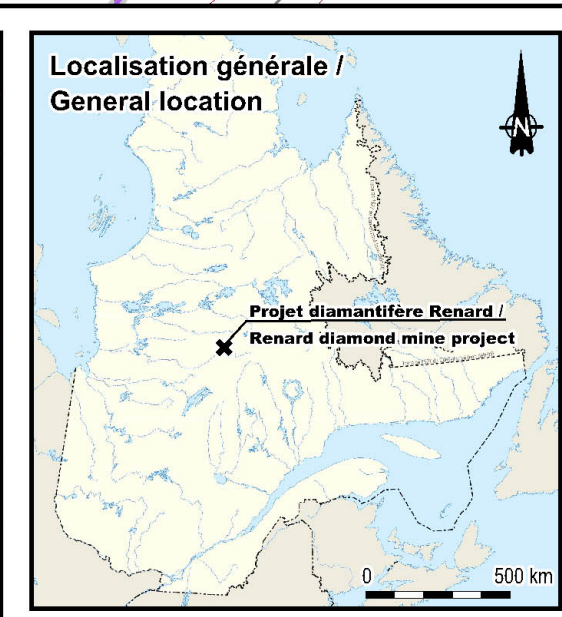 Localisation générale /
General location
N
Projet diamantifère Renard /
Renard diamond mine project
0 500 km